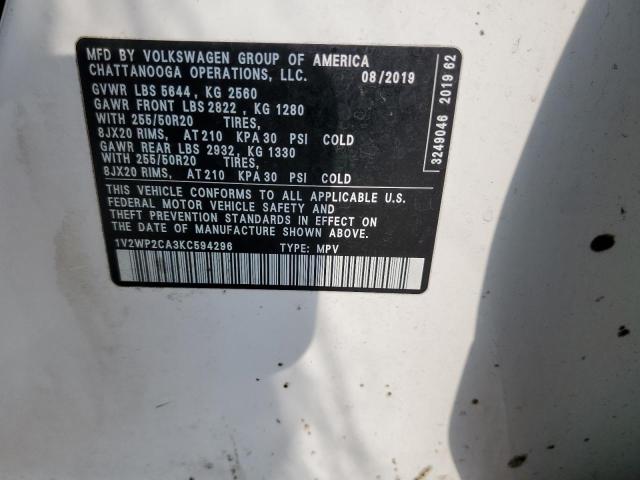 MFD BY VOLKSWAGEN GROUP OF AMERICA
CHATTANOOGA OPERATIONS, LLC. 08/2019
GVWR LBS 5644 , KG 2560
GAWR FRONT LBS 2822 , KG 1280
WITH 255/50R20 TIRES,
8JX20 RIMS, AT 210 KPA 30 PSI COLD
GAWR REAR LBS 2932, KG 1330
WITH 255/50R20 TIRES,
8JX20 RIMS, AT 210 KPA 30 PSI COLD
THIS VEHICLE CONFORMS TO ALL APPLICABLE U.S.
FEDERAL MOTOR VEHICLE SAFETY AND
THEFT PREVENTION STANDARDS IN EFFECT ON
THE DATE OF MANUFACTURE SHOWN ABOVE.
1V2WP2CA3KC594296 TYPE: MPV
3249046 2019 62